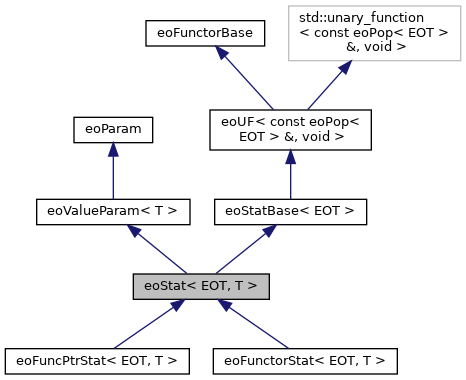 eoFunctorBase
std::unary_function
< const eoPop< EOT >
&, void >
eoParam
eoUF< const eoPop<
EOT > &, void >
eoValueParam< T >
eoStatBase< EOT >
eoStat< EOT, T >
eoFuncPtrStat< EOT, T >
eoFunctorStat< EOT, T >